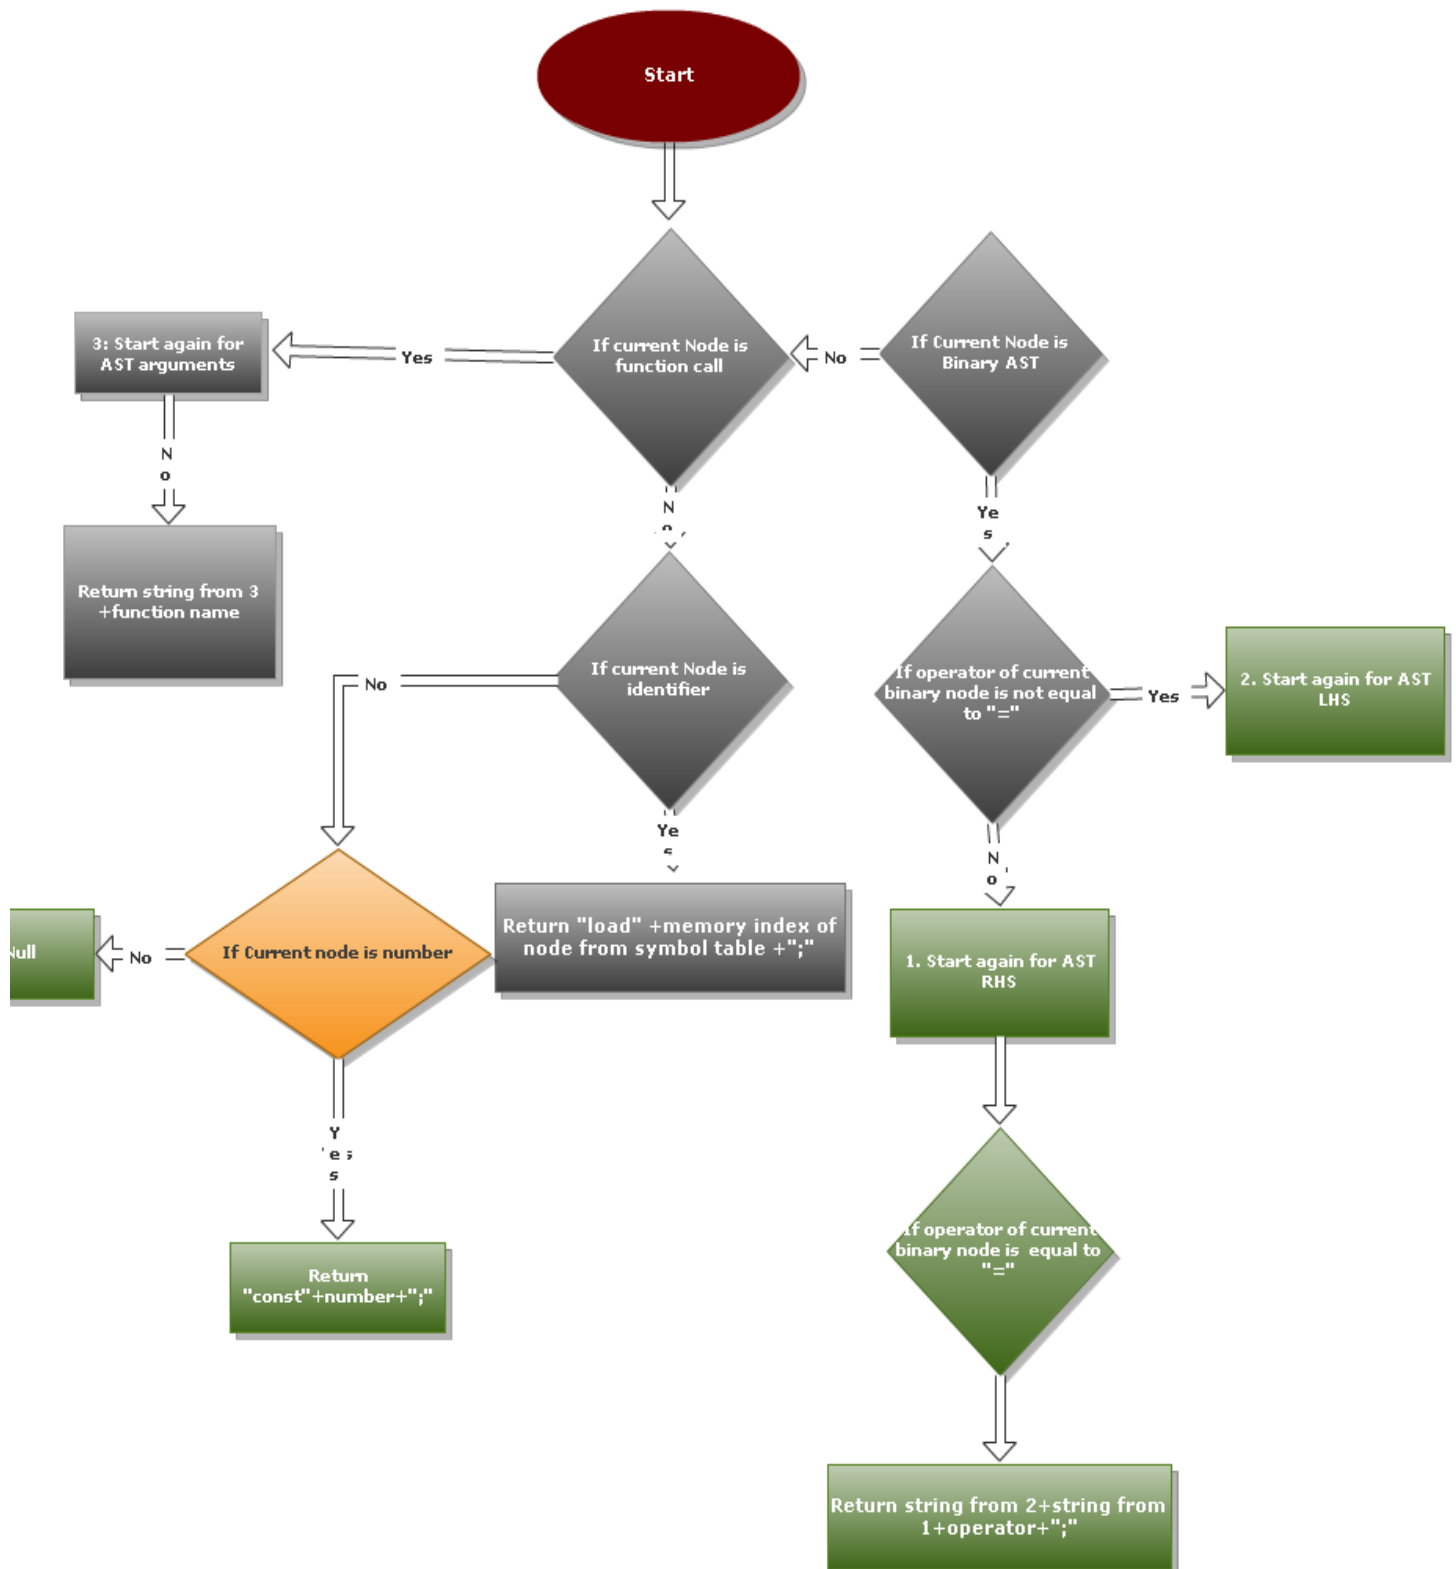 Start
If current Node is
function call
If Current Node is
Binary AST
3: Start again for
AST arguments
Yes
No
N
o
N
Ye
s
Return string from 3
+function name
If current Node is
identifier
No
If operator of current
binary node is not equal
to "="
Yes
2. Start again for AST
LHS
Ye
N
o
Return "load" +memory index of
node from symbol table +";"
If Current node is number
No
1. Start again for AST
RHS
Y
e
s
If operator of current
binary node is equal to
"="
Return
"const"+number+";"
Return string from 2+string from
1+operator+";"